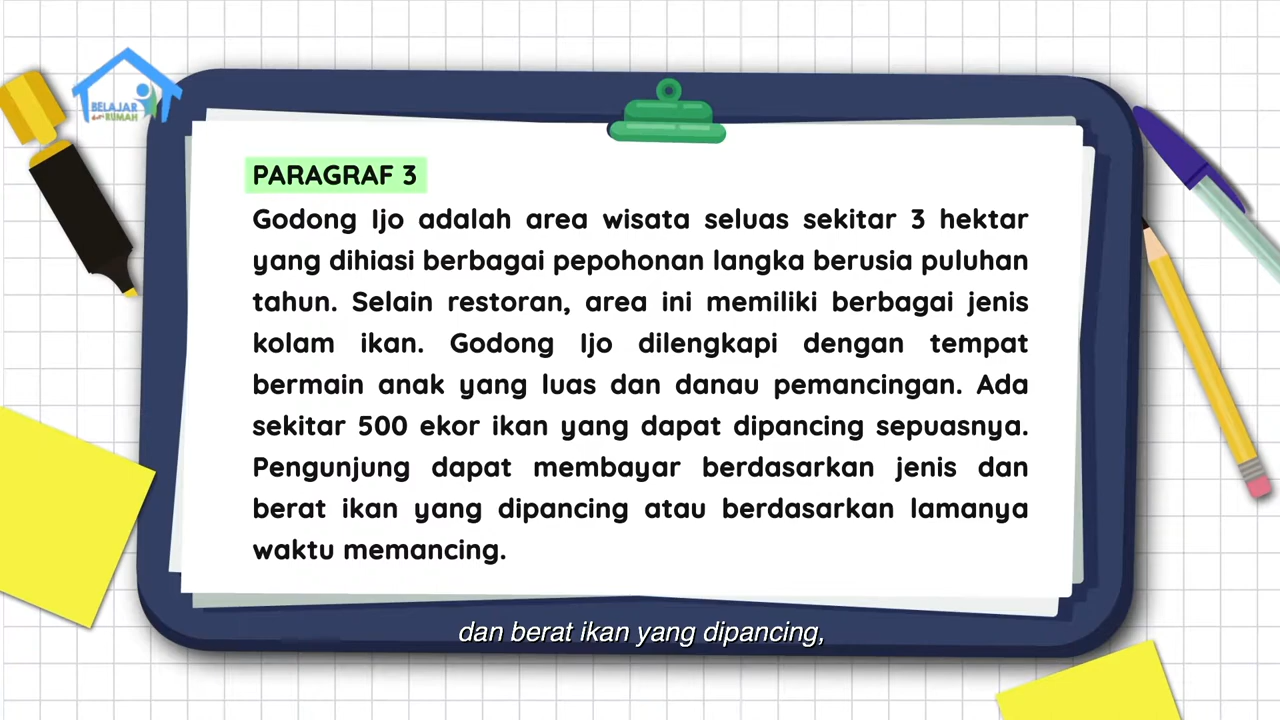 BELAJAR
dari RUMAH
PARAGRAF 3
Godong Ijo adalah area wisata seluas sekitar 3 hektar
yang dihiasi berbagai pepohonan langka berusia puluhan
tahun. Selain restoran, area ini memiliki berbagai jenis
kolam ikan. Godong Ijo dilengkapi dengan tempat
bermain anak yang luas dan danau pemancingan. Ada
sekitar 500 ekor ikan yang dapat dipancing sepuasnya.
Pengunjung dapat membayar berdasarkan jenis dan
berat ikan yang dipancing atau berdasarkan lamanya
waktu memancing.
dan berat ikan yang dipancing,